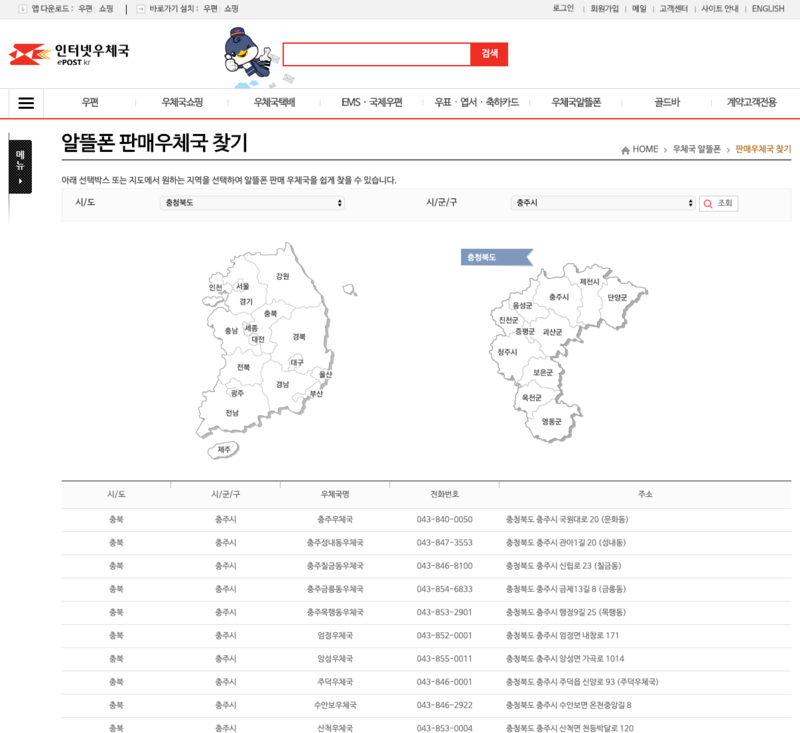 앱 다운로드 : 우편 쇼핑 | 바로가기 설치 : 우편 쇼핑
로그인 | 회원가입 | 메일 | 고객센터 | 사이트 안내 | ENGLISH
인터넷우체국
ePOST.kr
검색
우편 우체국쇼핑 우체국택배 EMS · 국제우편 우표 · 엽서 · 축하카드 우체국알뜰폰 골드바 계약고객전용
메뉴
알뜰폰 판매우체국 찾기
HOME > 우체국 알뜰폰 > 판매우체국 찾기
아래 선택박스 또는 지도에서 원하는 지역을 선택하여 알뜰폰 판매 우체국을 쉽게 찾을 수 있습니다.
시/도 충청북도 시/군/구 충주시 조회
충청북도
강원
인천 서울
경기
충북
충남 세종
대전
경북
전북
대구
울산
경남
광주
부산
전남
제주
제천시
단양군
충주시
음성군
진천군
증평군 괴산군
청주시
보은군
옥천군
영동군
시/도 시/군/구 우체국명 전화번호 주소
충북 충주시 충주우체국 043-840-0050 충청북도 충주시 국원대로 20 (문화동)
충북 충주시 충주성내동우체국 043-847-3553 충청북도 충주시 관아1길 20 (성내동)
충북 충주시 충주칠금동우체국 043-846-8100 충청북도 충주시 신립로 23 (칠금동)
충북 충주시 충주금릉동우체국 043-854-6833 충청북도 충주시 금제13길 8 (금릉동)
충북 충주시 충주목행동우체국 043-853-2901 충청북도 충주시 행정9길 25 (목행동)
충북 충주시 엄정우체국 043-852-0001 충청북도 충주시 엄정면 내창로 171
충북 충주시 앙성우체국 043-855-0011 충청북도 충주시 앙성면 가곡로 1014
충북 충주시 주덕우체국 043-846-0001 충청북도 충주시 주덕읍 신양로 93 (주덕우체국)
충북 충주시 수안보우체국 043-846-2922 충청북도 충주시 수안보면 온천중앙길 8
충북 충주시 산척우체국 043-853-0004 충청북도 충주시 산척면 천등박달로 120